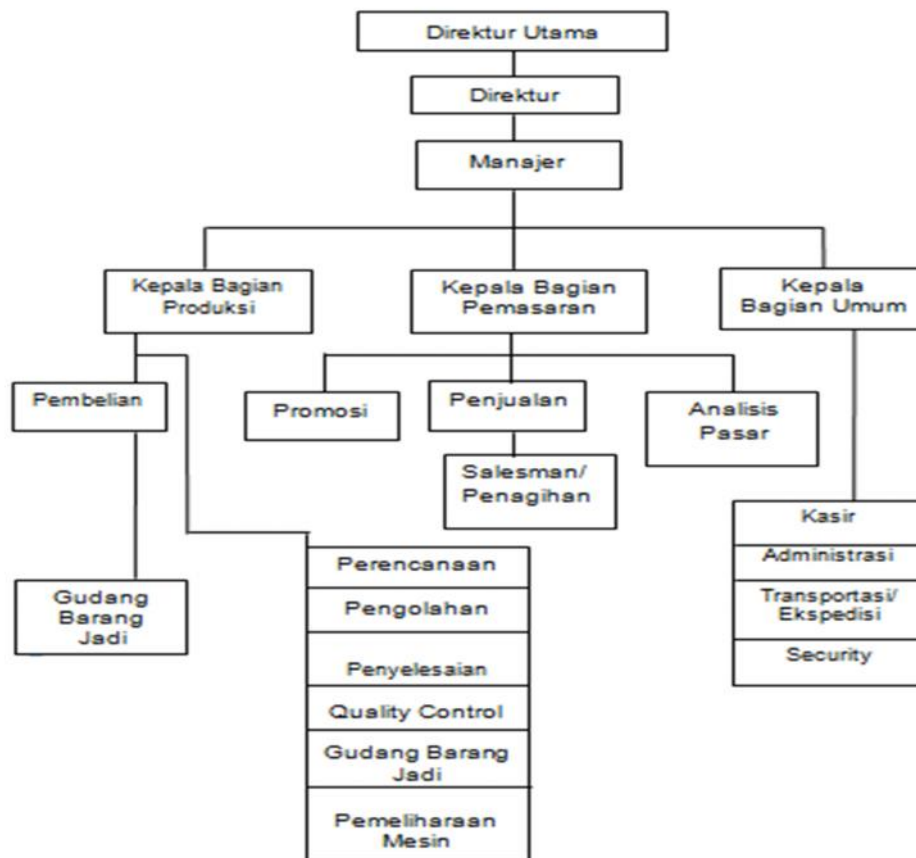 Direktur Utama
Direktur
Manajer
Kepala Bagian
Produksi
Kepala Bagian
Pemasaran
Kepala
Bagian Umum
Pembelian
Promosi
Penjualan
Analisis
Pasar
Salesman/
Penagihan
Gudang
Barang
Jadi
Perencanaan
Pengolahan
Penyelesaian
Quality Control
Gudang Barang
Jadi
Pemeliharaan
Mesin
Kasir
Administrasi
Transportasi/
Ekspedisi
Security